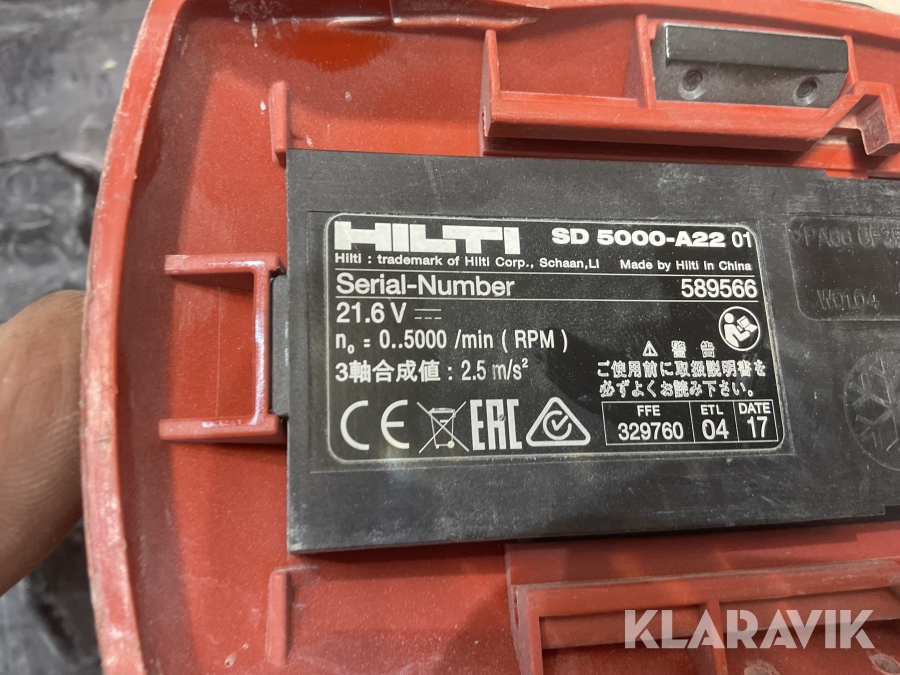 HILTI SD 5000-A22 01
Hilti : trademark of Hilti Corp., Schaan,LI Made by Hilti in China
Serial-Number 589566
21.6 V
n₀ = 0..5000 /min ( RPM )
3軸合成値 : 2.5 m/s²
⚠ 警 告
ご使用前に取扱説明書を
必ずよくお読み下さい。
CE EAC
FFE ETL DATE
329760 04 17
W0104
KLARAVIK